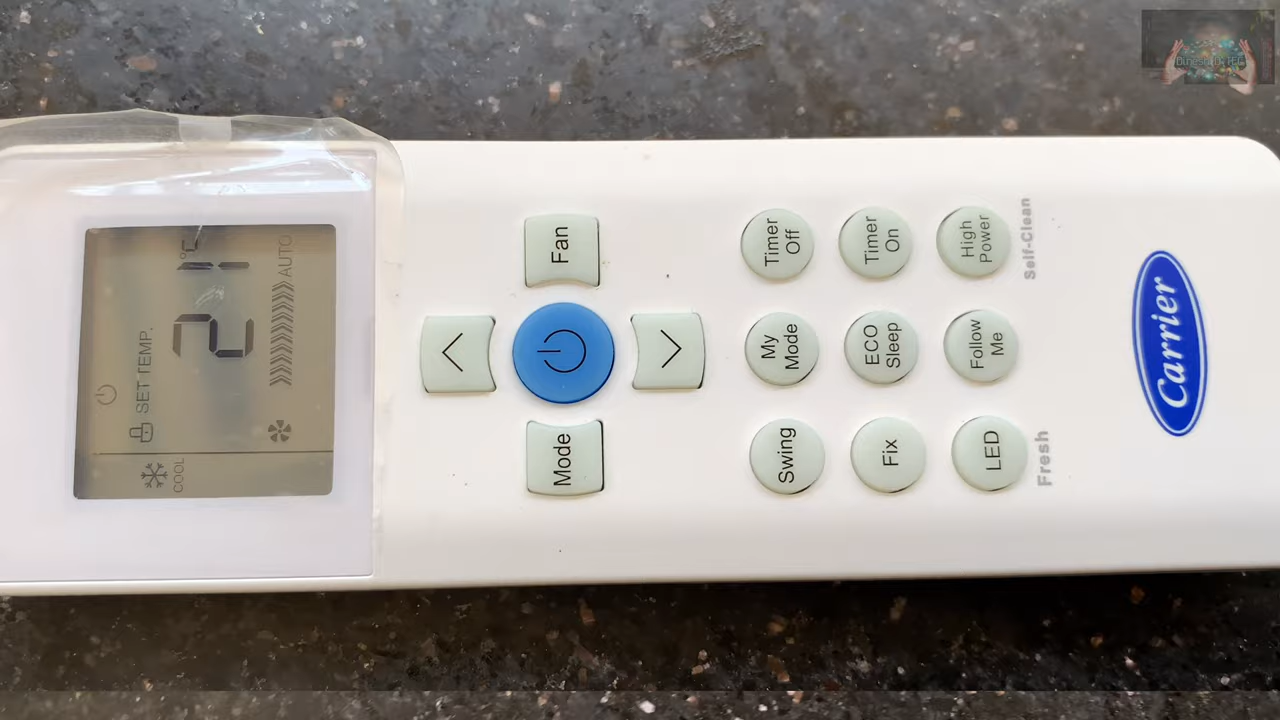 SET TEMP.
21 °C
AUTO
COOL
Fan
Mode
Timer
Off
Timer
On
High
Power
Self-Clean
My
Mode
ECO
Sleep
Follow
Me
Swing
Fix
LED
Fresh
Carrier